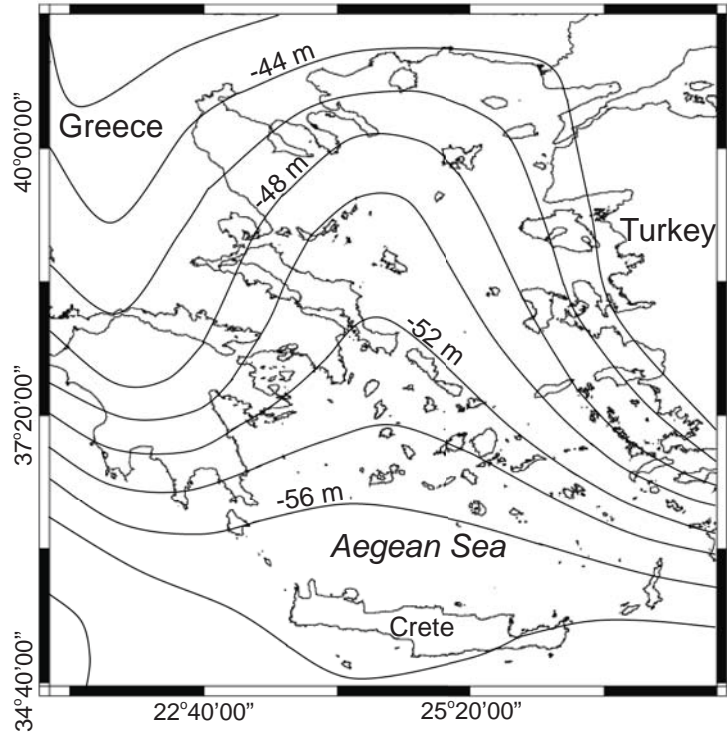 -44 m
Greece
40°00’00’’
-48 m
Turkey
-52 m
37°20’00’’
-56 m
Aegean Sea
Crete
34°40’00’’
22°40’00’’
25°20’00’’